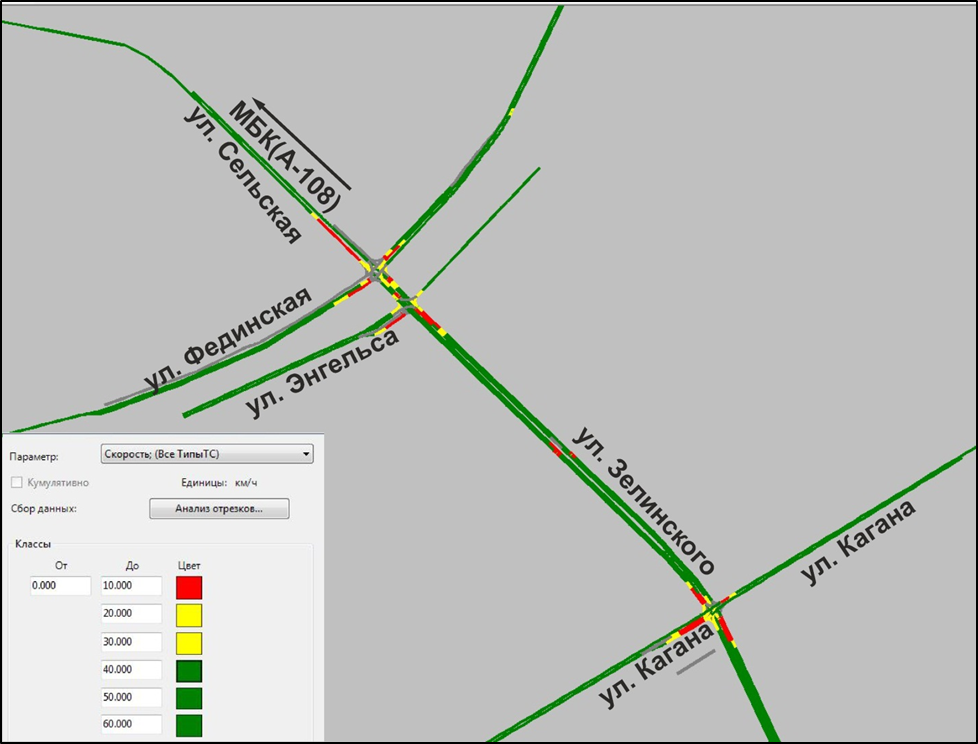 МБК(А-108)
ул. Сельская
ул. Фединская
ул. Энгельса
ул. Зелинского
ул. Кагана
ул. Кагана
Параметр: Скорость; (Все ТипыТС)
Кумулятивно Единицы: км/ч
Сбор данных: Анализ отрезков...
Классы
От До Цвет
0.000 10.000
20.000
30.000
40.000
50.000
60.000